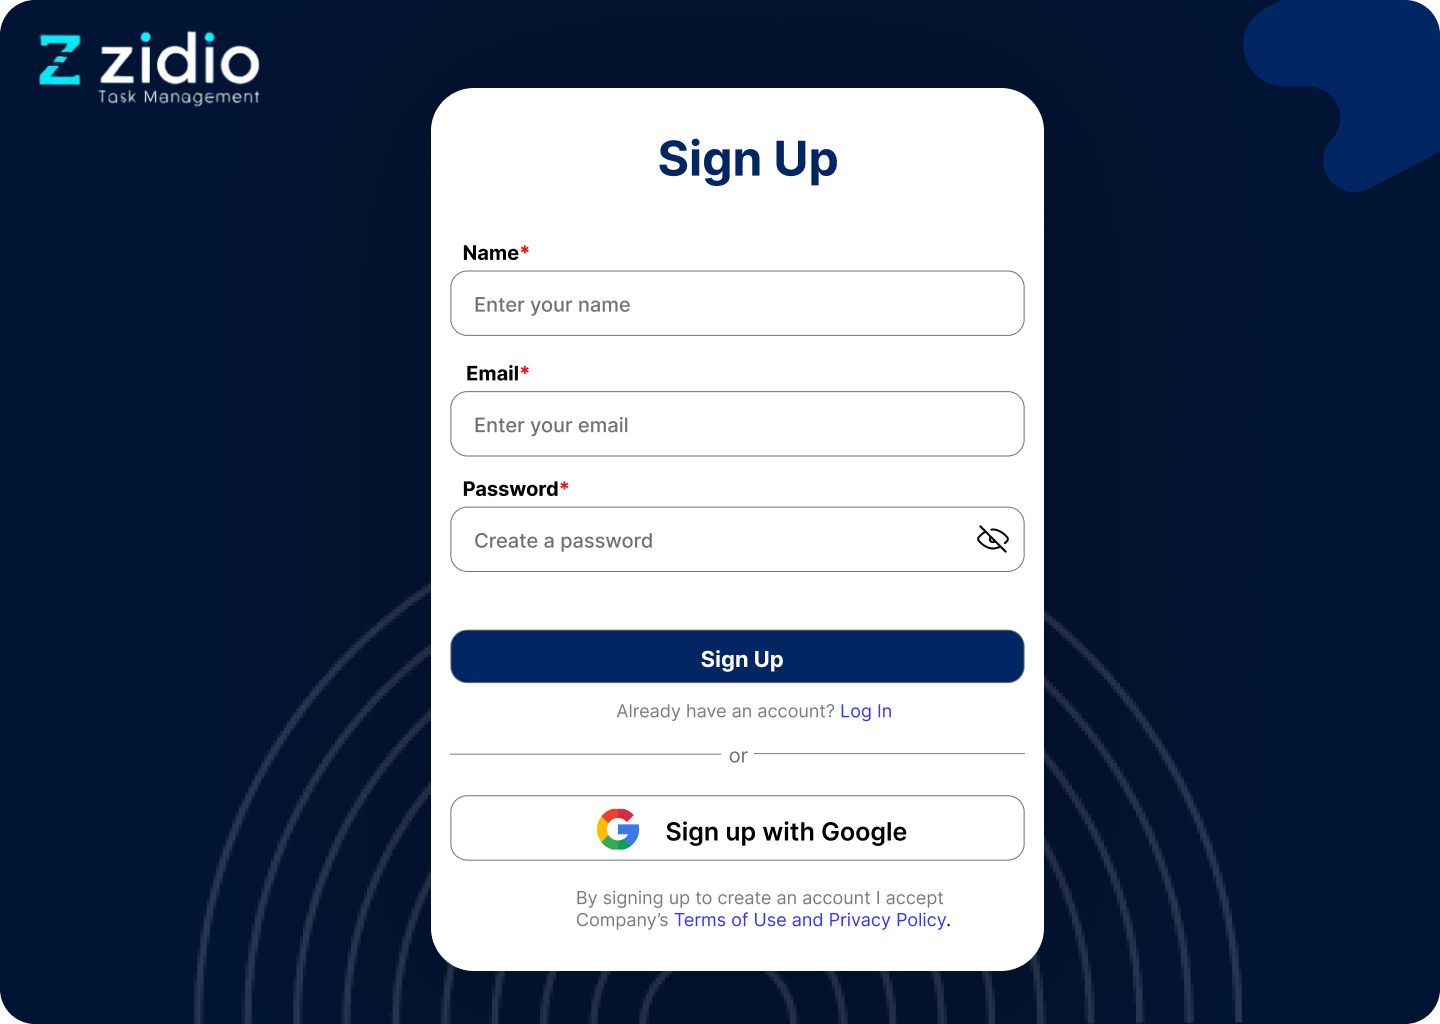 zidio
Task Management
Sign Up
Name*
Enter your name
Email*
Enter your email
Password*
Create a password
Sign Up
Already have an account? Log In
or
Sign up with Google
By signing up to create an account I accept
Company’s Terms of Use and Privacy Policy.